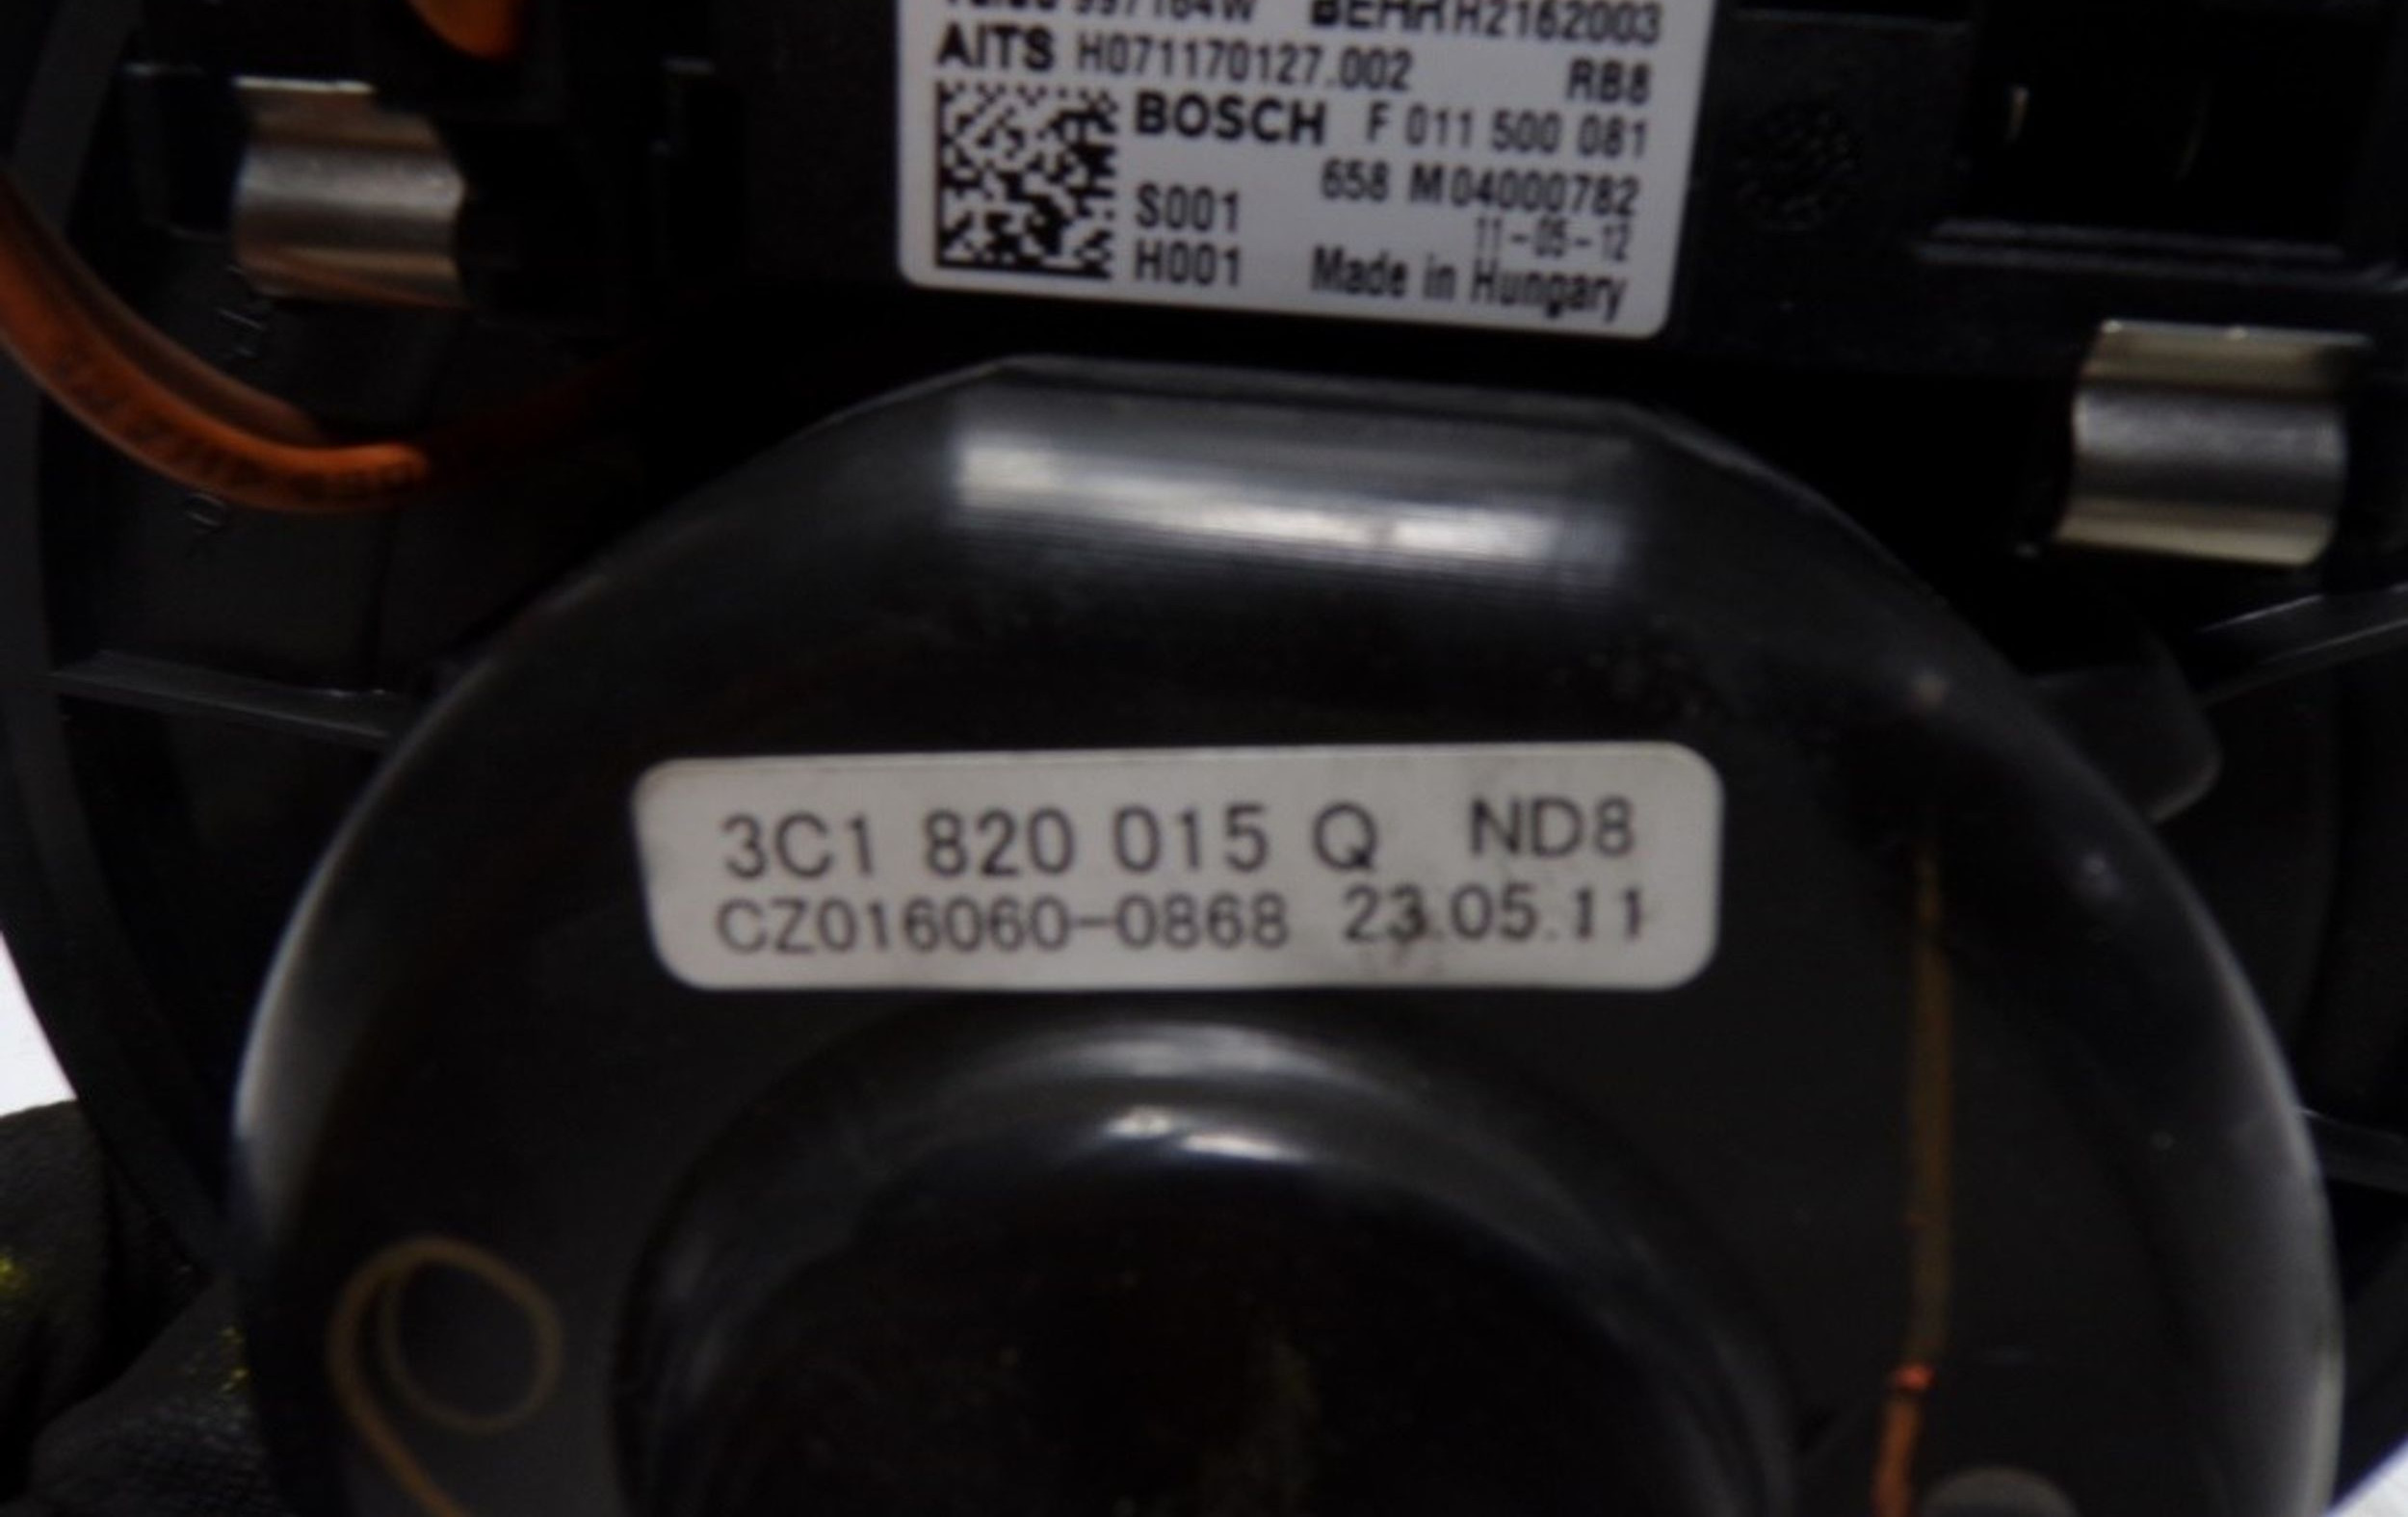 997164W BEHR H2162003
AITS H071170127.002 RB8
BOSCH F 011 500 081
658 M04000782
S001
11-05-12
H001 Made in Hungary
3C1 820 015 Q ND8
CZ016060-0868 23.05.11